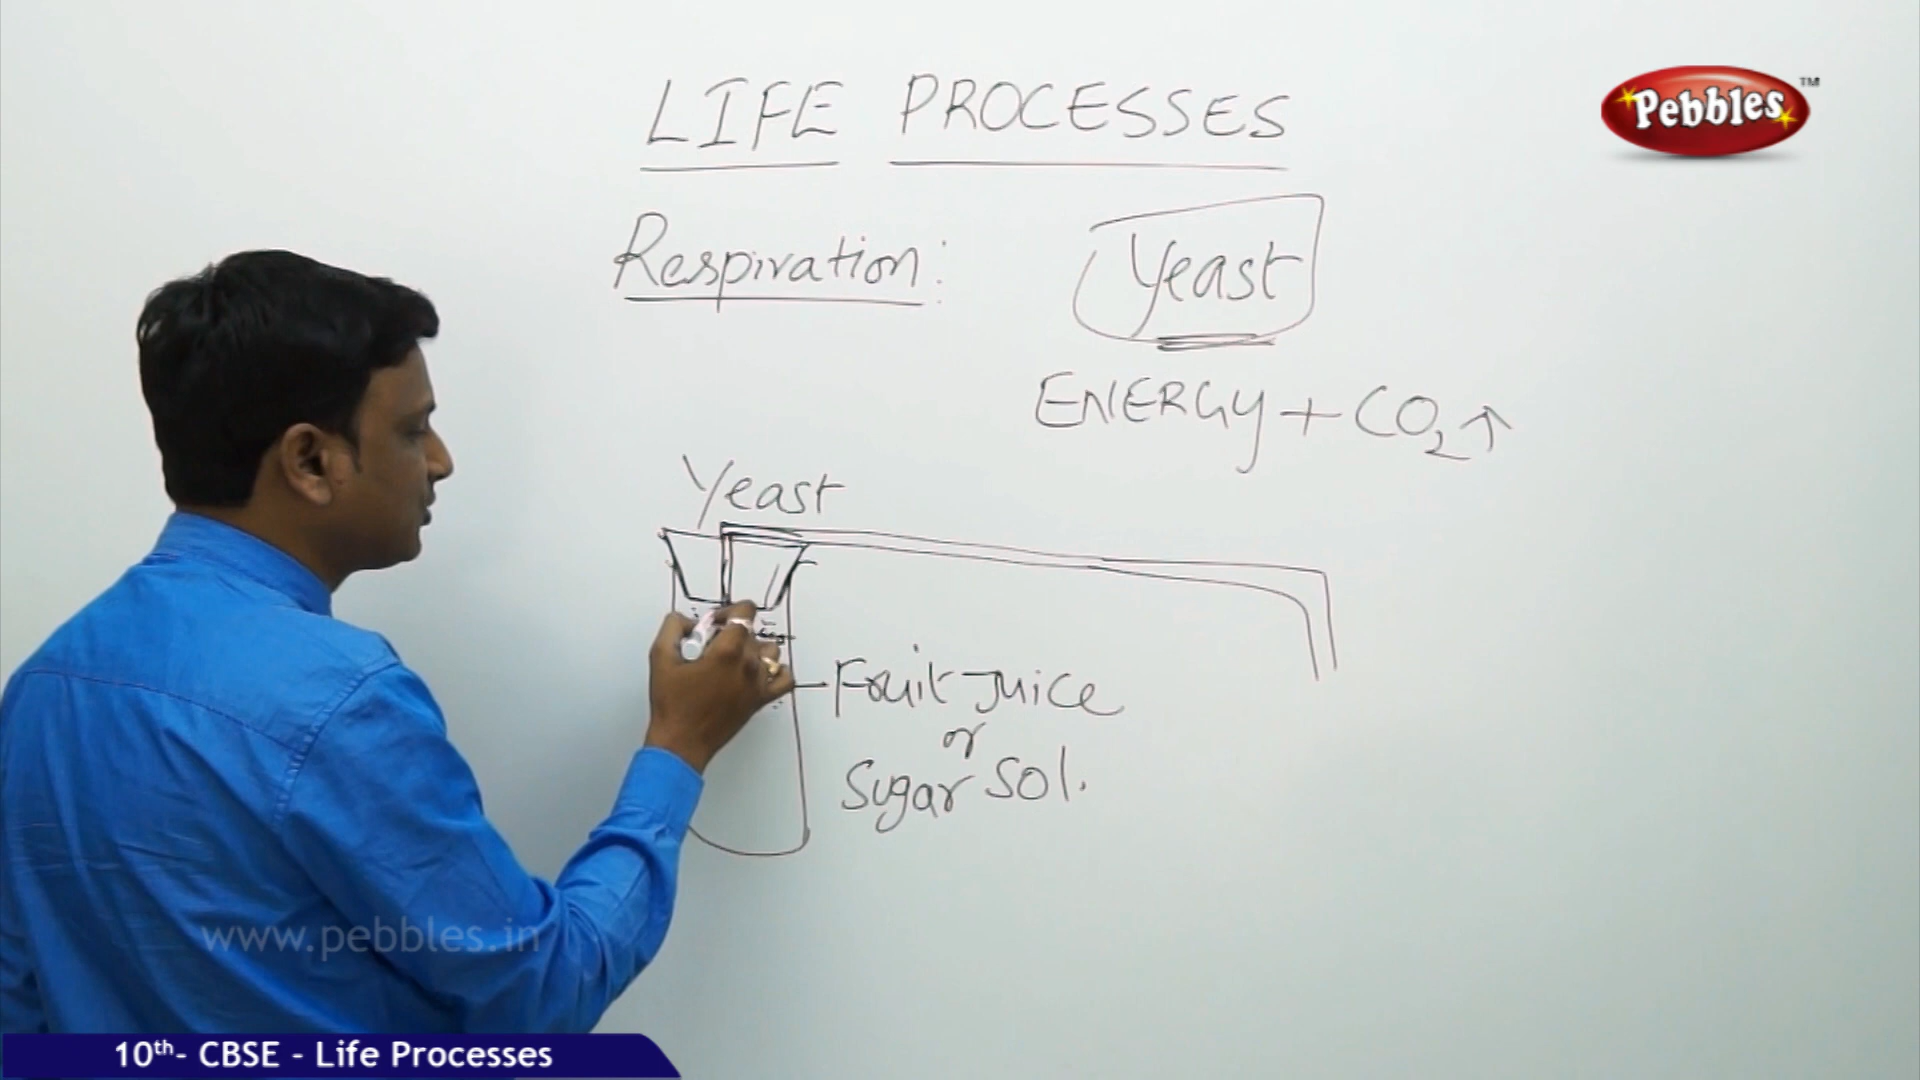 LIFE PROCESSES
Pebbles™
Respiration:
Yeast
ENERGY + CO₂↑
Yeast
Fruit Juice
or
Sugar Sol.
www.pebbles.in
10th- CBSE - Life Processes